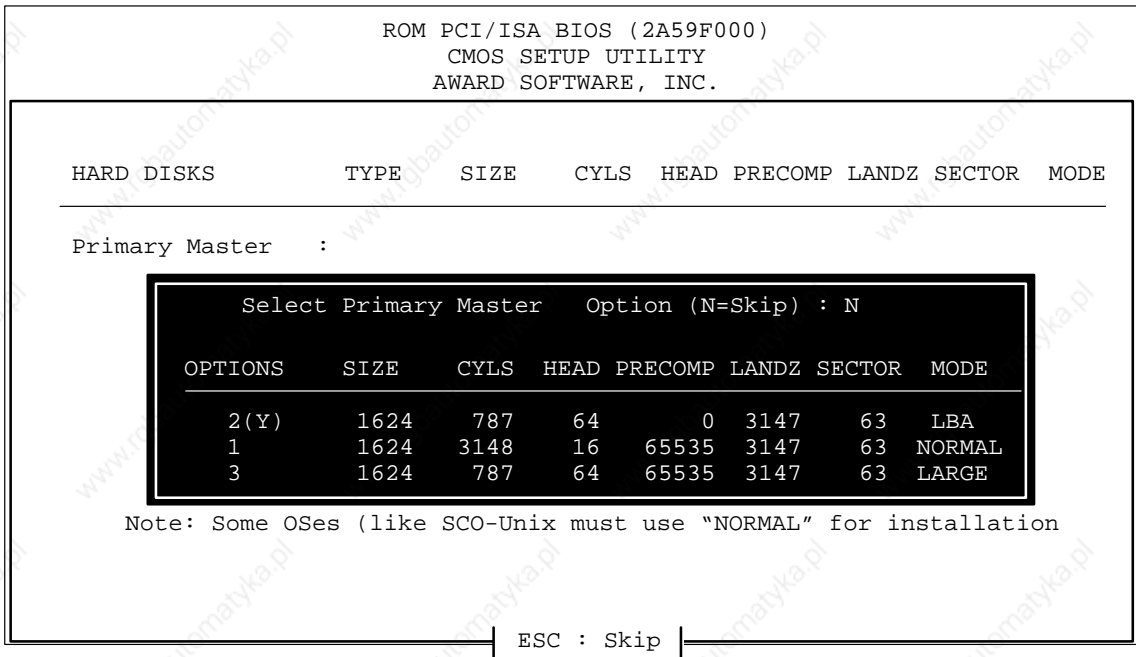 ROM PCI/ISA BIOS (2A59F000)
CMOS SETUP UTILITY
AWARD SOFTWARE, INC.
HARD DISKS TYPE SIZE CYLS HEAD PRECOMP LANDZ SECTOR MODE
Primary Master :
Select Primary Master Option (N=Skip) : N
OPTIONS SIZE CYLS HEAD PRECOMP LANDZ SECTOR MODE
2(Y) 1624 787 64 0 3147 63 LBA
1 1624 3148 16 65535 3147 63 NORMAL
3 1624 787 64 65535 3147 63 LARGE
Note: Some OSes (like SCO-Unix must use “NORMAL” for installation
ESC : Skip
www.rgbautomatyka.pl